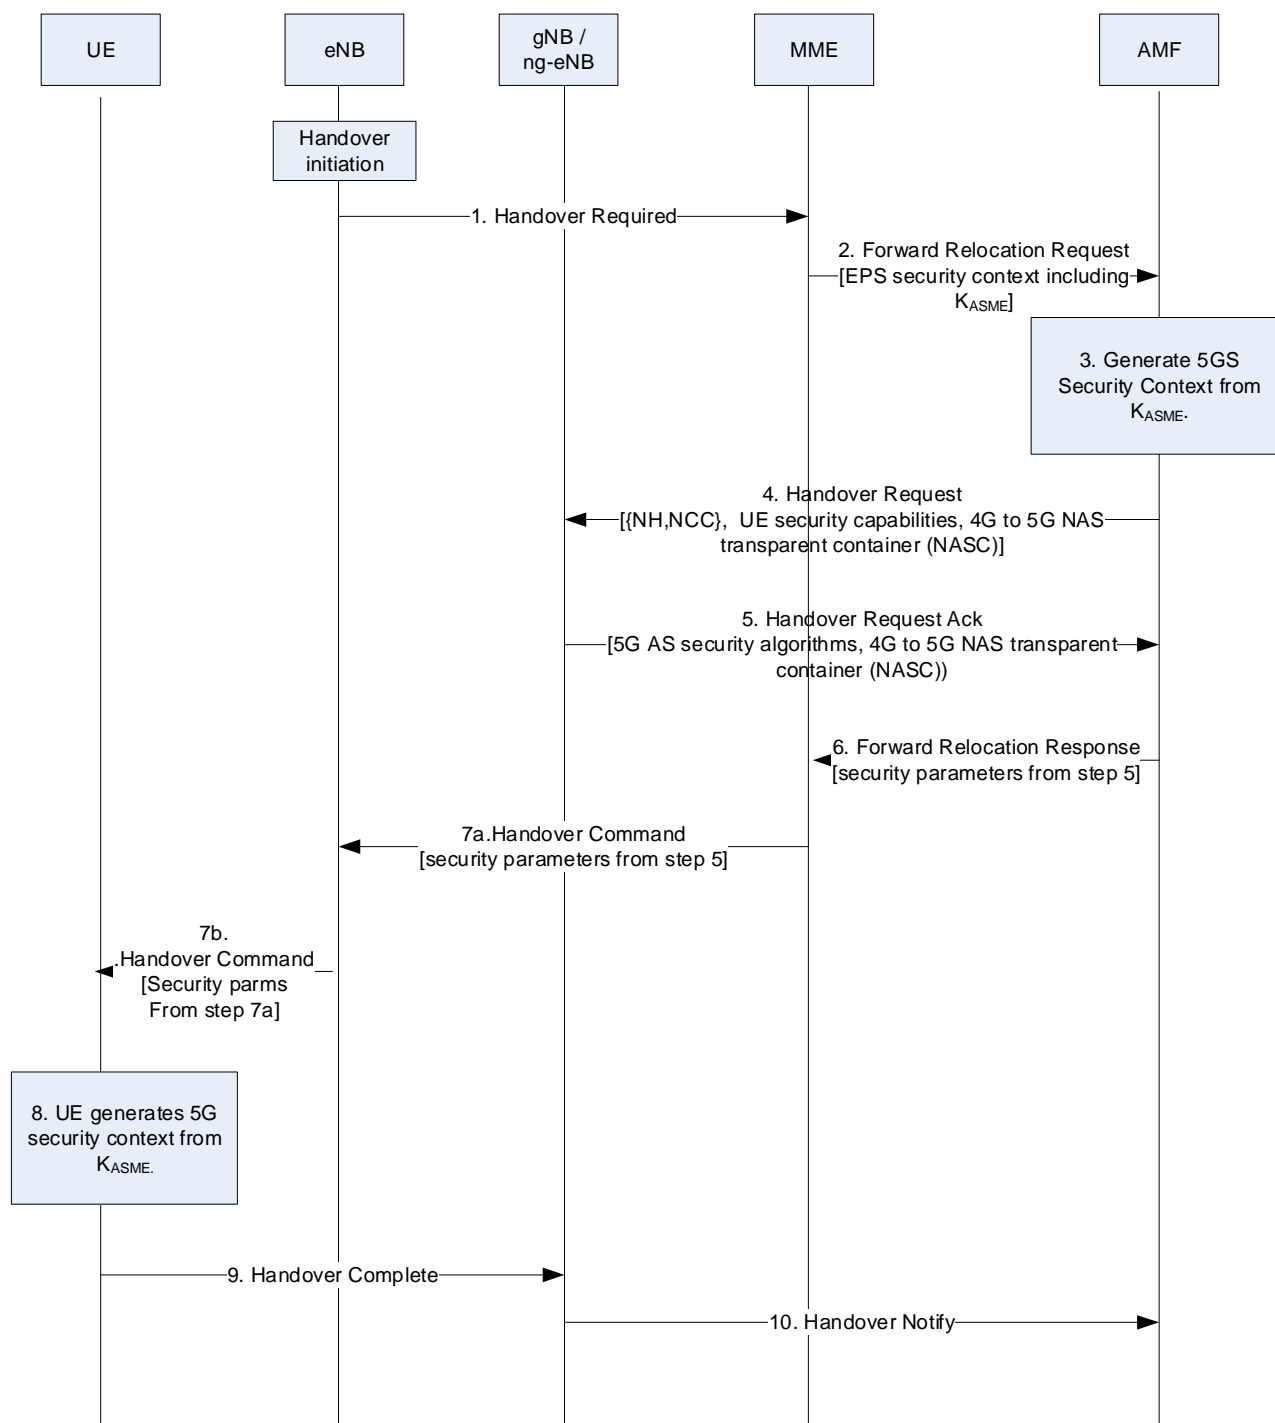 UE
eNB
gNB /
ng-eNB
MME
AMF
Handover
initiation
1. Handover Required
2. Forward Relocation Request
[EPS security context including
KASME]
3. Generate 5GS
Security Context from
KASME.
4. Handover Request
[{NH,NCC}, UE security capabilities, 4G to 5G NAS
transparent container (NASC)]
5. Handover Request Ack
[5G AS security algorithms, 4G to 5G NAS transparent
container (NASC))
6. Forward Relocation Response
[security parameters from step 5]
7a.Handover Command
[security parameters from step 5]
7b.
.Handover Command
[Security parms
From step 7a]
8. UE generates 5G
security context from
KASME.
9. Handover Complete
10. Handover Notify